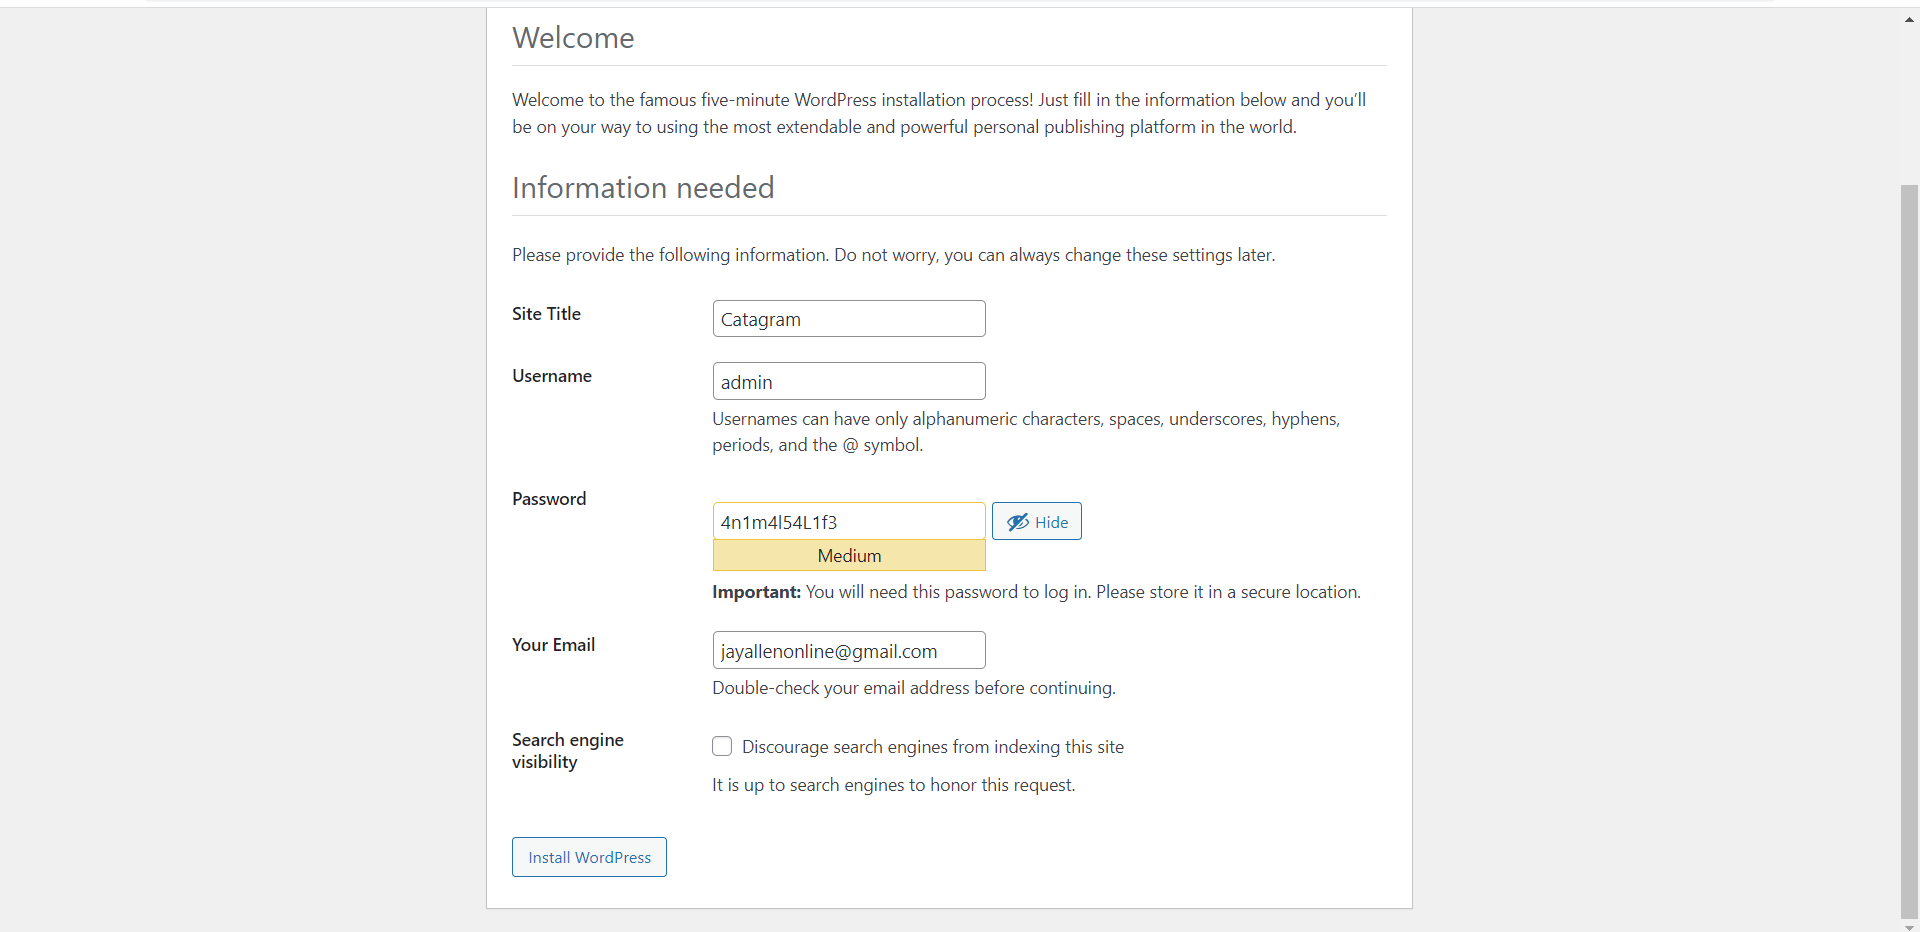 Welcome
Welcome to the famous five-minute WordPress installation process! Just fill in the information below and you’ll
be on your way to using the most extendable and powerful personal publishing platform in the world.
Information needed
Please provide the following information. Do not worry, you can always change these settings later.
Site Title
Catagram
Username
admin
Usernames can have only alphanumeric characters, spaces, underscores, hyphens,
periods, and the @ symbol.
Password
4n1m4l54L1f3
Hide
Medium
Important: You will need this password to log in. Please store it in a secure location.
Your Email
jayallenonline@gmail.com
Double-check your email address before continuing.
Search engine
visibility
Discourage search engines from indexing this site
It is up to search engines to honor this request.
Install WordPress